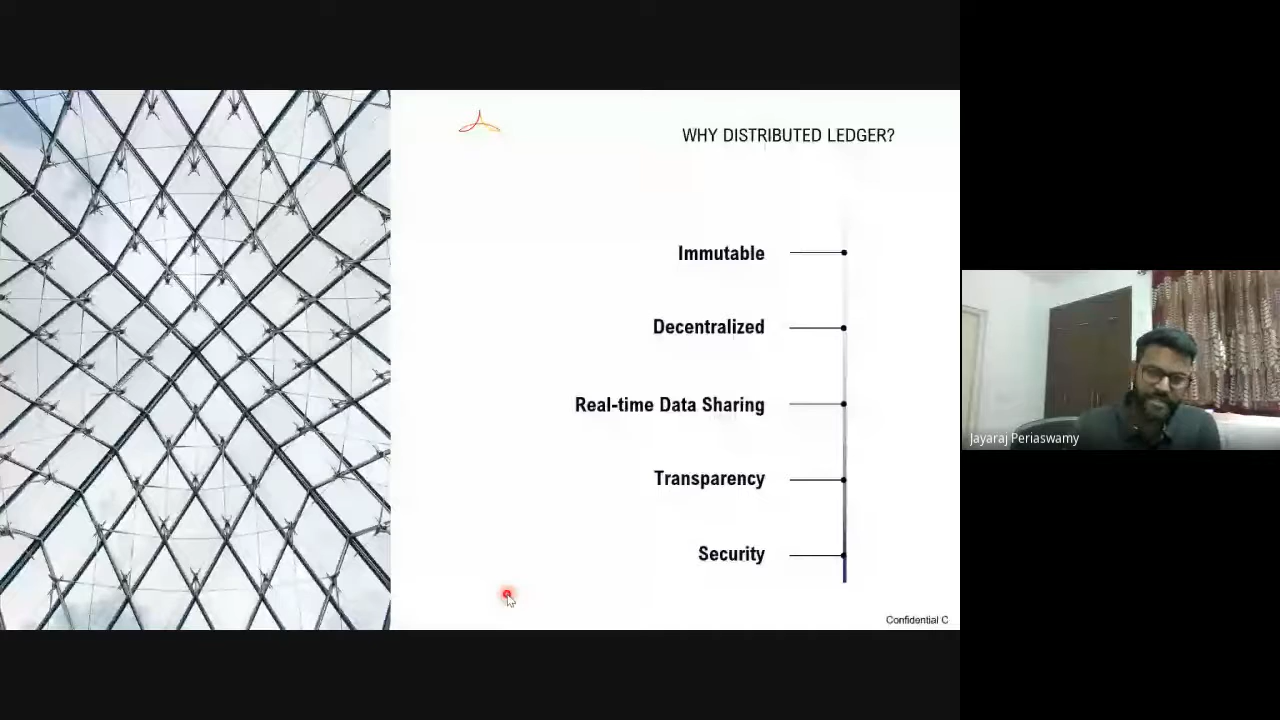 WHY DISTRIBUTED LEDGER?
Immutable
Decentralized
Real-time Data Sharing
Transparency
Security
Confidential C
Jayaraj Periaswamy